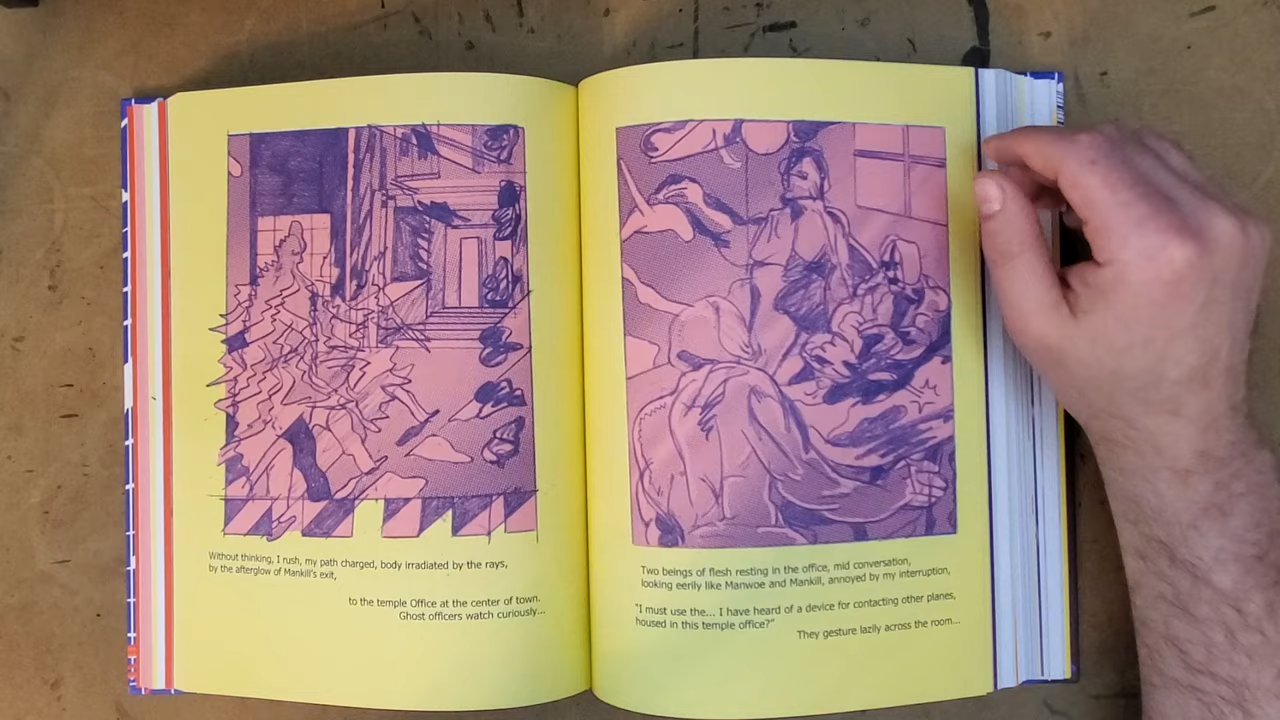 Without thinking, I rush, my path charged, body irradiated by the rays,
by the afterglow of Mankill's exit,
to the temple Office at the center of town.
Ghost officers watch curiously...
Two beings of flesh resting in the office, mid conversation,
looking eerily like Manwoe and Mankill, annoyed by my interruption,
"I must use the... I have heard of a device for contacting other planes,
housed in this temple office?"
They gesture lazily across the room...